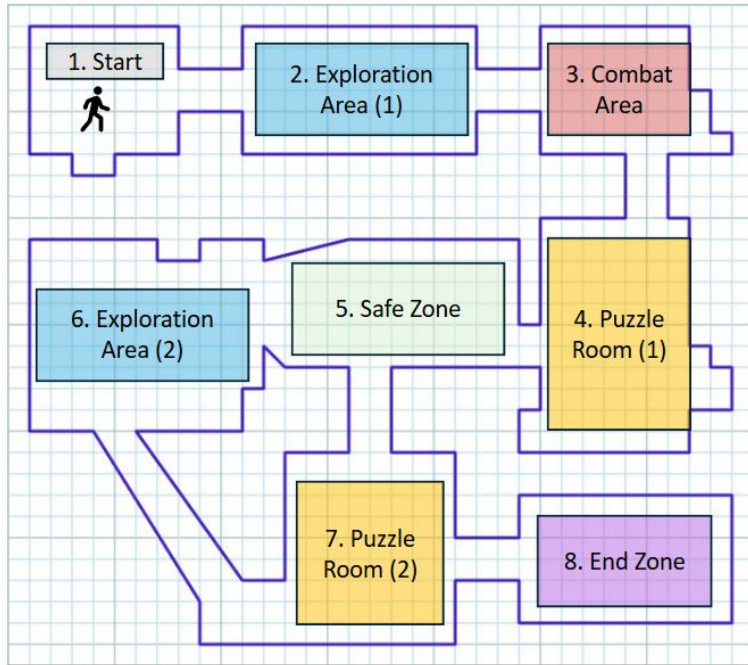 1. Start
2. Exploration
Area (1)
3. Combat
Area
6. Exploration
Area (2)
5. Safe Zone
4. Puzzle
Room (1)
7. Puzzle
Room (2)
8. End Zone